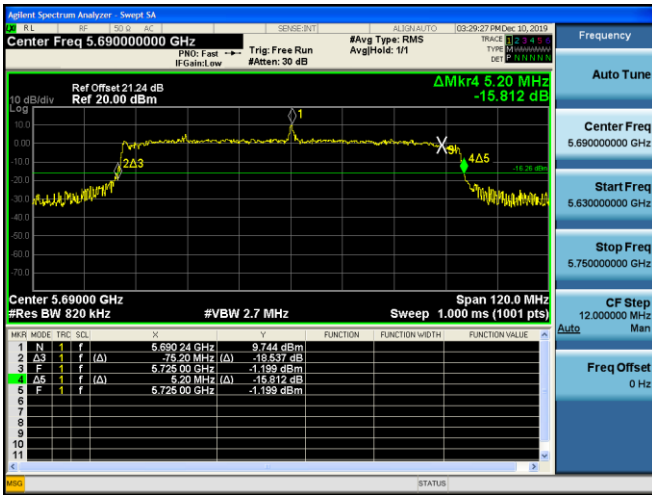 Agilent Spectrum Analyzer - Swept SA
RL RF 50 Ω AC SENSE:INT ALIGNAUTO 03:29:27 PM Dec 10, 2019
Center Freq 5.690000000 GHz
PNO: Fast
IFGain:Low
Trig: Free Run
#Atten: 30 dB
#Avg Type: RMS
Avg|Hold: 1/1
TRACE 1 2 3 4 5 6
TYPE M
DET P N N N N N
Ref Offset 21.24 dB
10 dB/div Ref 20.00 dBm
Log
ΔMkr4 5.20 MHz
-15.812 dB
10.0
0.00
-10.0
-20.0
-30.0
-40.0
-50.0
-60.0
-70.0
1
2Δ3
4Δ5
-16.26 dBm
Center 5.69000 GHz Span 120.0 MHz
#Res BW 820 kHz #VBW 2.7 MHz Sweep 1.000 ms (1001 pts)
MKR MODE TRC SCL X Y FUNCTION FUNCTION WIDTH FUNCTION VALUE
1 N 1 f 5.690 24 GHz 9.744 dBm
2 Δ3 1 f (Δ) -75.20 MHz (Δ) -18.537 dB
3 F 1 f 5.725 00 GHz -1.199 dBm
4 Δ5 1 f (Δ) 5.20 MHz (Δ) -15.812 dB
5 F 1 f 5.725 00 GHz -1.199 dBm
6
7
8
9
10
11
MSG STATUS
Frequency
Auto Tune
Center Freq
5.690000000 GHz
Start Freq
5.630000000 GHz
Stop Freq
5.750000000 GHz
CF Step
12.000000 MHz
Auto Man
Freq Offset
0 Hz